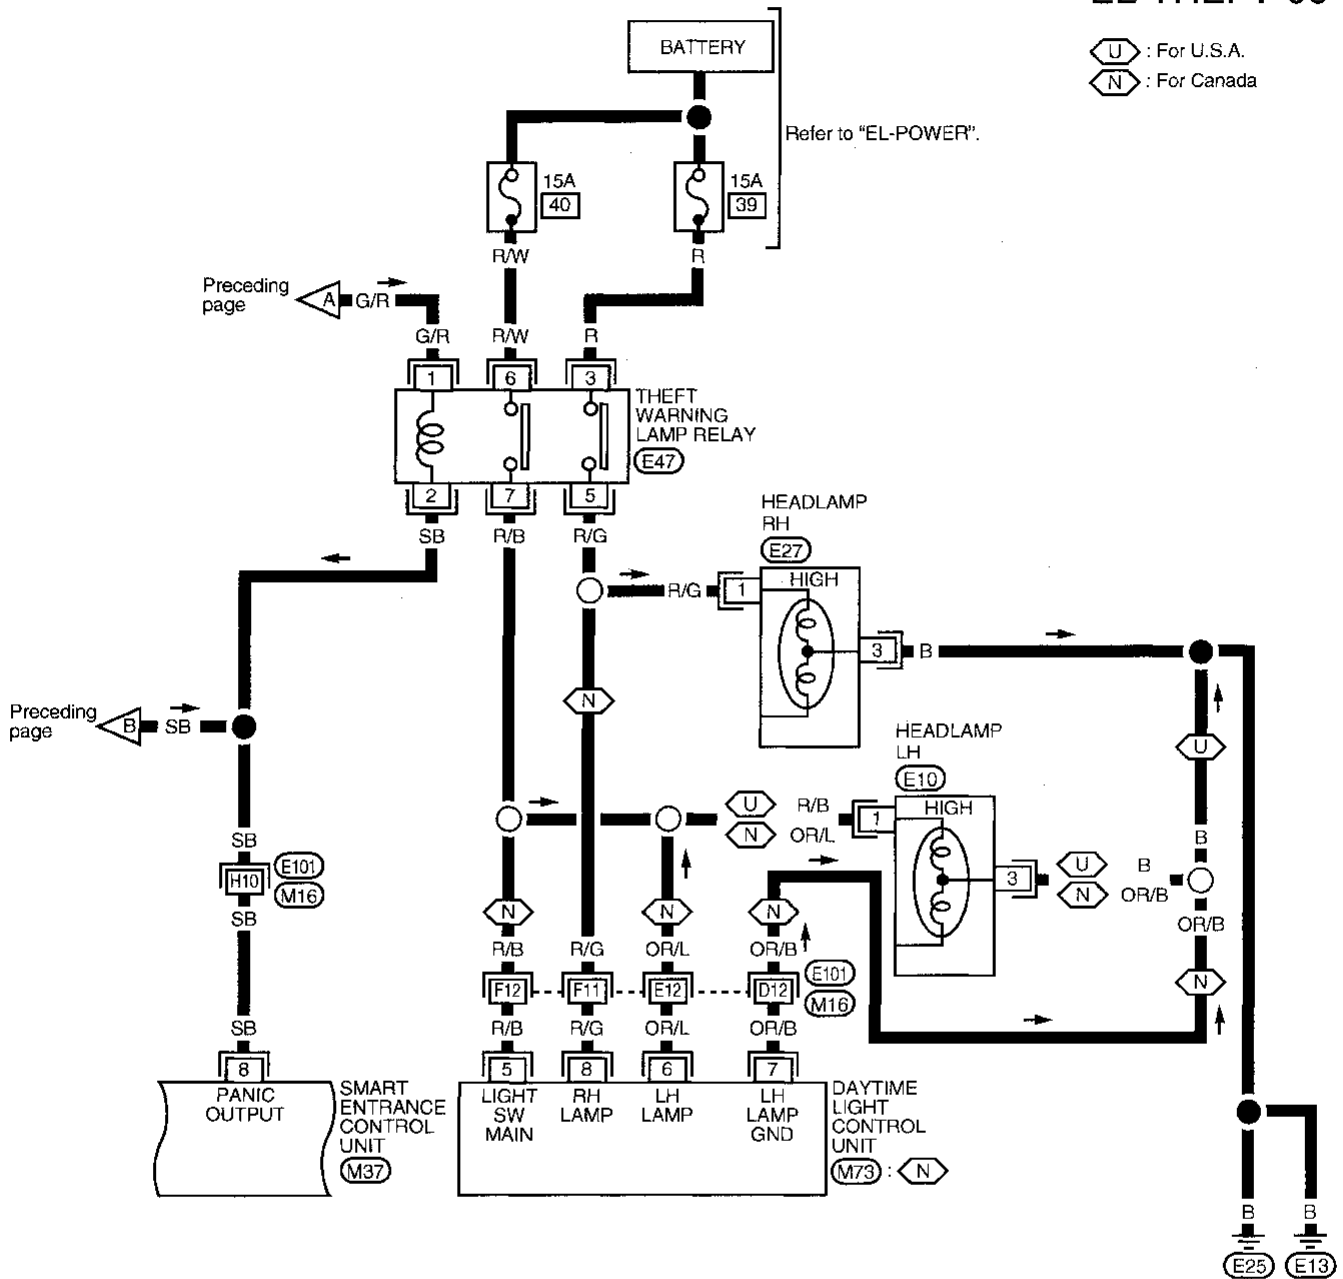 BATTERY
U : For U.S.A.
N : For Canada
Refer to “EL-POWER”.
15A
40
15A
39
R/W
R
Preceding
page
A
G/R
G/R
R/W
R
1
6
3
THEFT
WARNING
LAMP RELAY
E47
2
7
5
SB
R/B
R/G
HEADLAMP
RH
E27
HIGH
R/G
1
3
B
N
Preceding
page
B
SB
HEADLAMP
LH
E10
HIGH
U
U
R/B
N
OR/L
1
3
U
B
N
OR/B
B
OR/B
N
SB
H10
E101
M16
SB
N
N
N
R/B
R/G
OR/L
OR/B
F12
F11
E12
D12
E101
M16
SB
R/B
R/G
OR/L
OR/B
8
5
8
6
7
PANIC
OUTPUT
SMART
ENTRANCE
CONTROL
UNIT
M37
LIGHT
SW
MAIN
RH
LAMP
LH
LAMP
LH
LAMP
GND
DAYTIME
LIGHT
CONTROL
UNIT
M73 : N
B
B
E25
E13